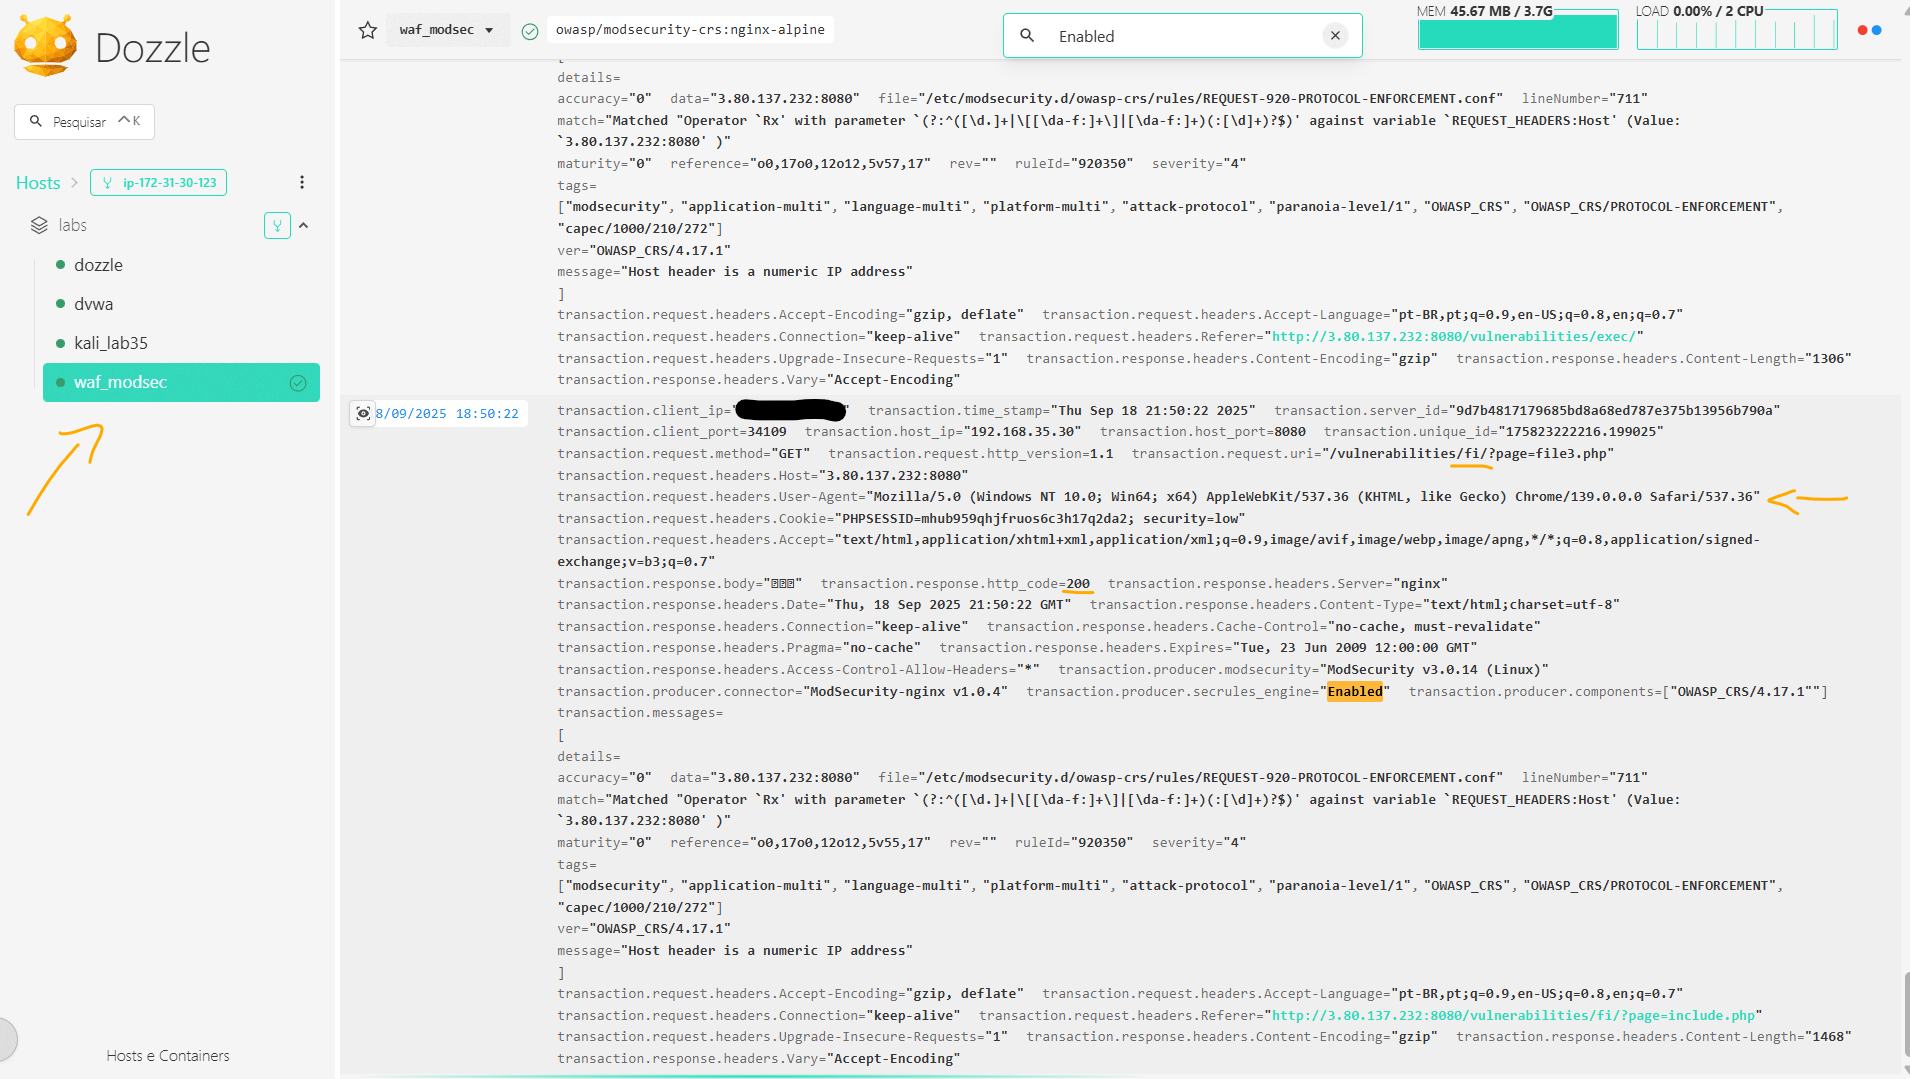 Dozzle
Pesquisar ^K
Hosts
ip-172-31-30-123
labs
dozzle
dvwa
kali_lab35
waf_modsec
Hosts e Containers
waf_modsec
owasp/modsecurity-crs:nginx-alpine
Enabled
MEM 45.67 MB / 3.7G
LOAD 0.00% / 2 CPU
[
details=
accuracy="0" data="3.80.137.232:8080" file="/etc/modsecurity.d/owasp-crs/rules/REQUEST-920-PROTOCOL-ENFORCEMENT.conf" lineNumber="711"
match="Matched "Operator `Rx' with parameter `(?:^([\d.]+|\[[\da-f:]+\]|[\da-f:]+)(:[\d]+)?$)' against variable `REQUEST_HEADERS:Host' (Value:
`3.80.137.232:8080' )"
maturity="0" reference="o0,17o0,12o12,5v57,17" rev="" ruleId="920350" severity="4"
tags=
["modsecurity", "application-multi", "language-multi", "platform-multi", "attack-protocol", "paranoia-level/1", "OWASP_CRS", "OWASP_CRS/PROTOCOL-ENFORCEMENT",
"capec/1000/210/272"]
ver="OWASP_CRS/4.17.1"
message="Host header is a numeric IP address"
]
transaction.request.headers.Accept-Encoding="gzip, deflate" transaction.request.headers.Accept-Language="pt-BR,pt;q=0.9,en-US;q=0.8,en;q=0.7"
transaction.request.headers.Connection="keep-alive" transaction.request.headers.Referer="http://3.80.137.232:8080/vulnerabilities/exec/"
transaction.request.headers.Upgrade-Insecure-Requests="1" transaction.response.headers.Content-Encoding="gzip" transaction.response.headers.Content-Length="1306"
transaction.response.headers.Vary="Accept-Encoding"
8/09/2025 18:50:22
transaction.client_ip=" " transaction.time_stamp="Thu Sep 18 21:50:22 2025" transaction.server_id="9d7b4817179685bd8a68ed787e375b13956b790a"
transaction.client_port=34109 transaction.host_ip="192.168.35.30" transaction.host_port=8080 transaction.unique_id="175823222216.199025"
transaction.request.method="GET" transaction.request.http_version=1.1 transaction.request.uri="/vulnerabilities/fi/?page=file3.php"
transaction.request.headers.Host="3.80.137.232:8080"
transaction.request.headers.User-Agent="Mozilla/5.0 (Windows NT 10.0; Win64; x64) AppleWebKit/537.36 (KHTML, like Gecko) Chrome/139.0.0.0 Safari/537.36"
transaction.request.headers.Cookie="PHPSESSID=mhub959qhjfruos6c3h17q2da2; security=low"
transaction.request.headers.Accept="text/html,application/xhtml+xml,application/xml;q=0.9,image/avif,image/webp,image/apng,*/*;q=0.8,application/signed-
exchange;v=b3;q=0.7"
transaction.response.body="" transaction.response.http_code=200 transaction.response.headers.Server="nginx"
transaction.response.headers.Date="Thu, 18 Sep 2025 21:50:22 GMT" transaction.response.headers.Content-Type="text/html;charset=utf-8"
transaction.response.headers.Connection="keep-alive" transaction.response.headers.Cache-Control="no-cache, must-revalidate"
transaction.response.headers.Pragma="no-cache" transaction.response.headers.Expires="Tue, 23 Jun 2009 12:00:00 GMT"
transaction.response.headers.Access-Control-Allow-Headers="*" transaction.producer.modsecurity="ModSecurity v3.0.14 (Linux)"
transaction.producer.connector="ModSecurity-nginx v1.0.4" transaction.producer.secrules_engine="Enabled" transaction.producer.components=["OWASP_CRS/4.17.1""]
transaction.messages=
[
details=
accuracy="0" data="3.80.137.232:8080" file="/etc/modsecurity.d/owasp-crs/rules/REQUEST-920-PROTOCOL-ENFORCEMENT.conf" lineNumber="711"
match="Matched "Operator `Rx' with parameter `(?:^([\d.]+|\[[\da-f:]+\]|[\da-f:]+)(:[\d]+)?$)' against variable `REQUEST_HEADERS:Host' (Value:
`3.80.137.232:8080' )"
maturity="0" reference="o0,17o0,12o12,5v55,17" rev="" ruleId="920350" severity="4"
tags=
["modsecurity", "application-multi", "language-multi", "platform-multi", "attack-protocol", "paranoia-level/1", "OWASP_CRS", "OWASP_CRS/PROTOCOL-ENFORCEMENT",
"capec/1000/210/272"]
ver="OWASP_CRS/4.17.1"
message="Host header is a numeric IP address"
]
transaction.request.headers.Accept-Encoding="gzip, deflate" transaction.request.headers.Accept-Language="pt-BR,pt;q=0.9,en-US;q=0.8,en;q=0.7"
transaction.request.headers.Connection="keep-alive" transaction.request.headers.Referer="http://3.80.137.232:8080/vulnerabilities/fi/?page=include.php"
transaction.request.headers.Upgrade-Insecure-Requests="1" transaction.response.headers.Content-Encoding="gzip" transaction.response.headers.Content-Length="1468"
transaction.response.headers.Vary="Accept-Encoding"